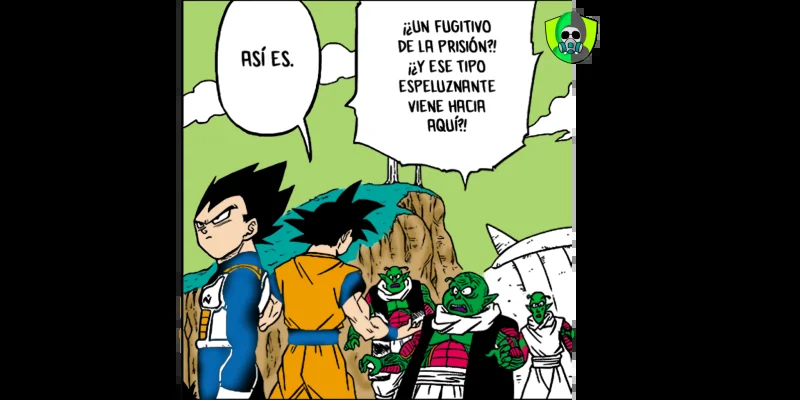 ASÍ ES.
¡¿UN FUGITIVO
DE LA PRISIÓN?!
¡¿Y ESE TIPO
ESPELUZNANTE
VIENE HACIA
AQUÍ?!